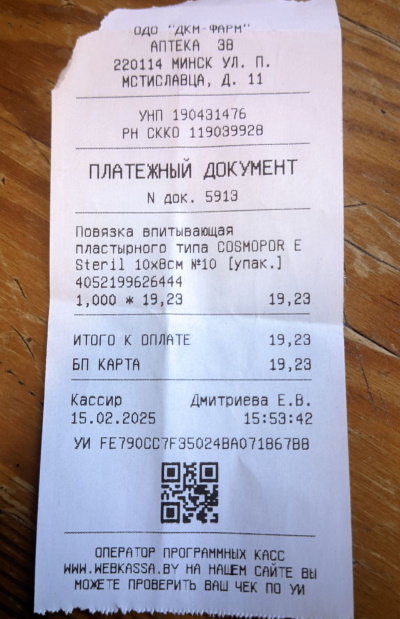 ОДО "ДКМ-ФАРМ"
АПТЕКА 38
220114 МИНСК УЛ. П.
МСТИСЛАВЦА, Д. 11
УНП 190431476
РН СККО 119039928
ПЛАТЕЖНЫЙ ДОКУМЕНТ
N док. 5913
Повязка впитывающая
пластырного типа COSMOPOR E
Steril 10х8см №10 [упак.]
4052199626444
1,000 * 19,23 19,23
ИТОГО К ОПЛАТЕ 19,23
БП КАРТА 19,23
Кассир Дмитриева Е.В.
15.02.2025 15:53:42
УИ FE790CC7F35024BA071B67B8
ОПЕРАТОР ПРОГРАММНЫХ КАСС
WWW.WEBKASSA.BY НА НАШЕМ САЙТЕ ВЫ
МОЖЕТЕ ПРОВЕРИТЬ ВАШ ЧЕК ПО УИ